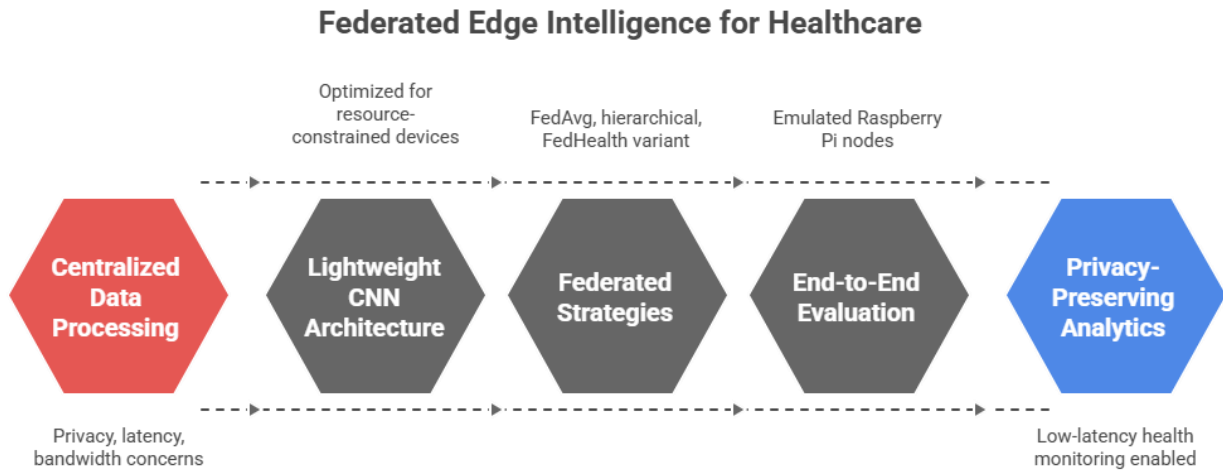 Federated Edge Intelligence for Healthcare
Optimized for
resource-
constrained devices
FedAvg, hierarchical,
FedHealth variant
Emulated Raspberry
Pi nodes
Centralized
Data
Processing
Lightweight
CNN
Architecture
Federated
Strategies
End-to-End
Evaluation
Privacy-
Preserving
Analytics
Privacy, latency,
bandwidth concerns
Low-latency health
monitoring enabled